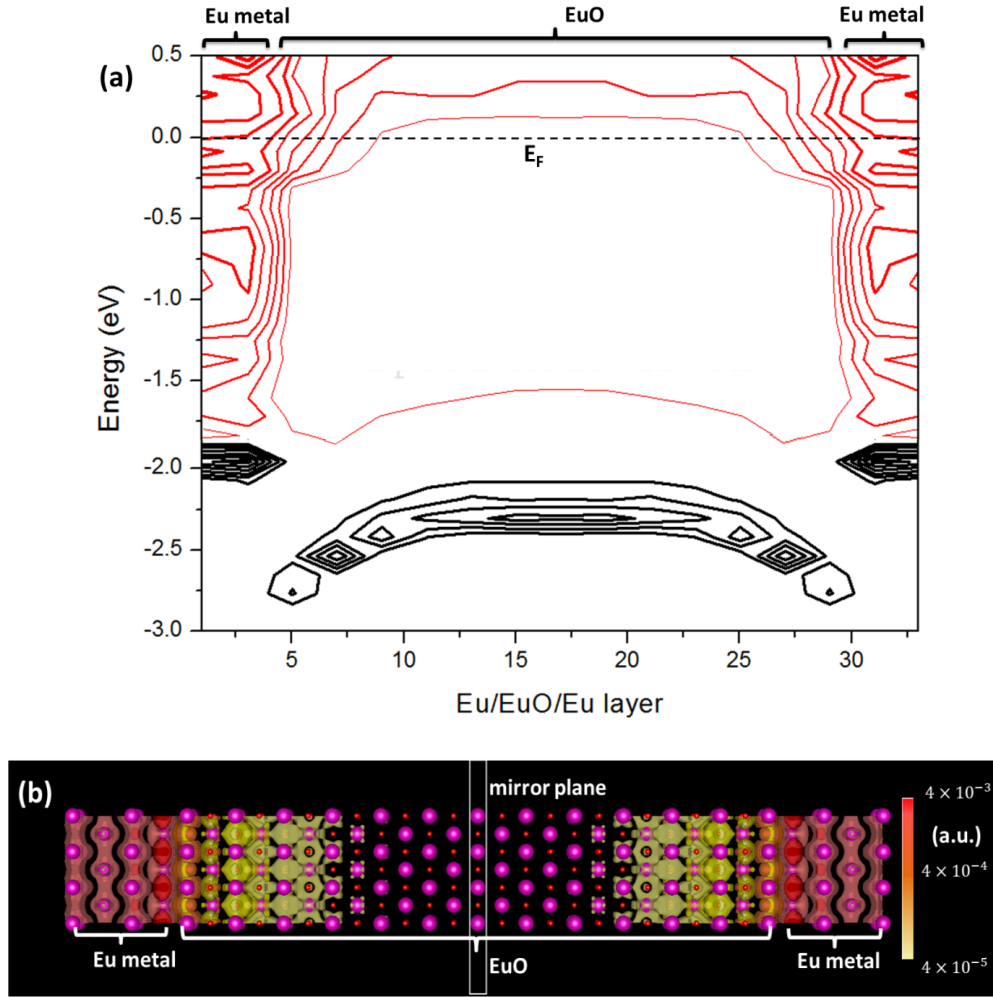 Eu metal EuO Eu metal
(a)
0.5
0.0
E_F
-0.5
-1.0
-1.5
-2.0
-2.5
-3.0
Energy (eV)
5 10 15 20 25 30
Eu/EuO/Eu layer
(b)
mirror plane
4 × 10⁻³
(a.u.)
4 × 10⁻⁴
4 × 10⁻⁵
Eu metal EuO Eu metal